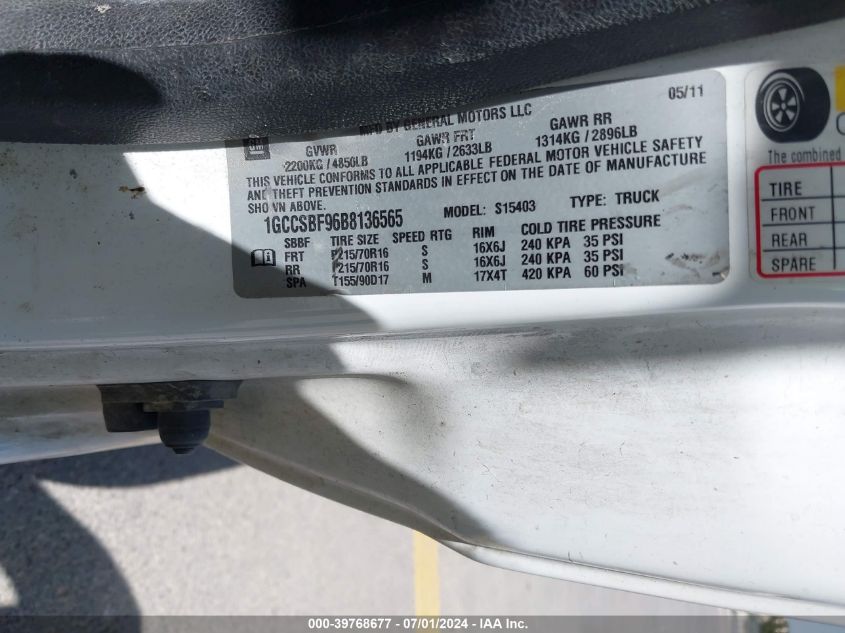 MFD BY GENERAL MOTORS LLC 05/11
GM GVWR GAWR FRT GAWR RR
2200KG / 4850LB 1194KG / 2633LB 1314KG / 2896LB
THIS VEHICLE CONFORMS TO ALL APPLICABLE FEDERAL MOTOR VEHICLE SAFETY
AND THEFT PREVENTION STANDARDS IN EFFECT ON THE DATE OF MANUFACTURE
SHOWN ABOVE.
1GCCSBF96B8136565 MODEL: S15403 TYPE: TRUCK
SBBF TIRE SIZE SPEED RTG RIM COLD TIRE PRESSURE
FRT P215/70R16 S 16X6J 240 KPA 35 PSI
RR P215/70R16 S 16X6J 240 KPA 35 PSI
SPA T155/90D17 M 17X4T 420 KPA 60 PSI
The combined
TIRE
FRONT
REAR
SPARE
000-39768677 - 07/01/2024 - IAA Inc.